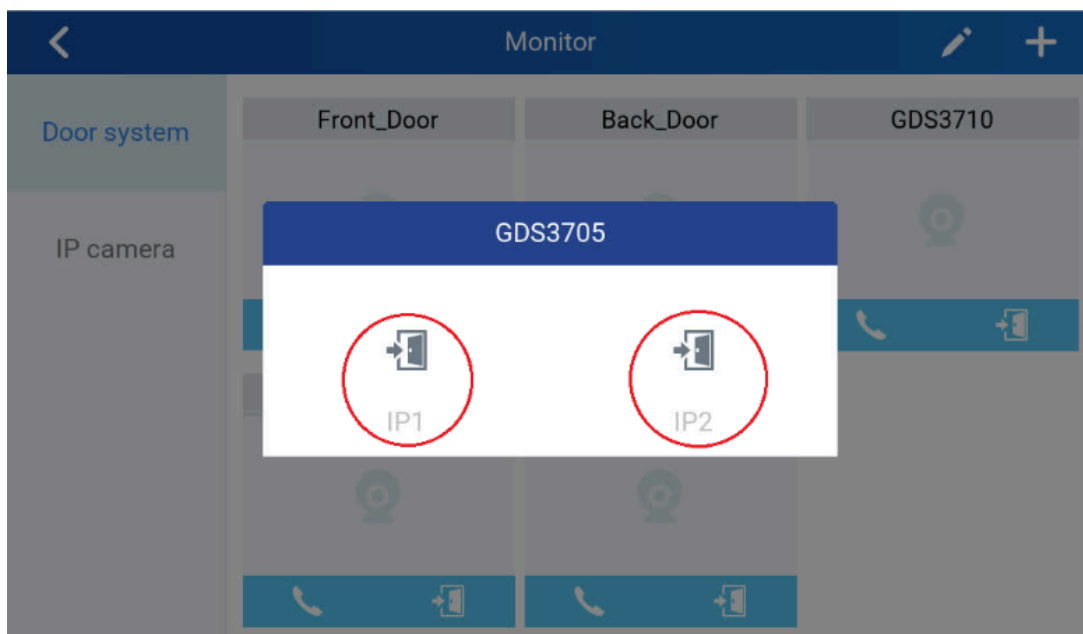 Monitor
Door system
Front_Door
Back_Door
GDS3710
IP camera
GDS3705
IP1
IP2